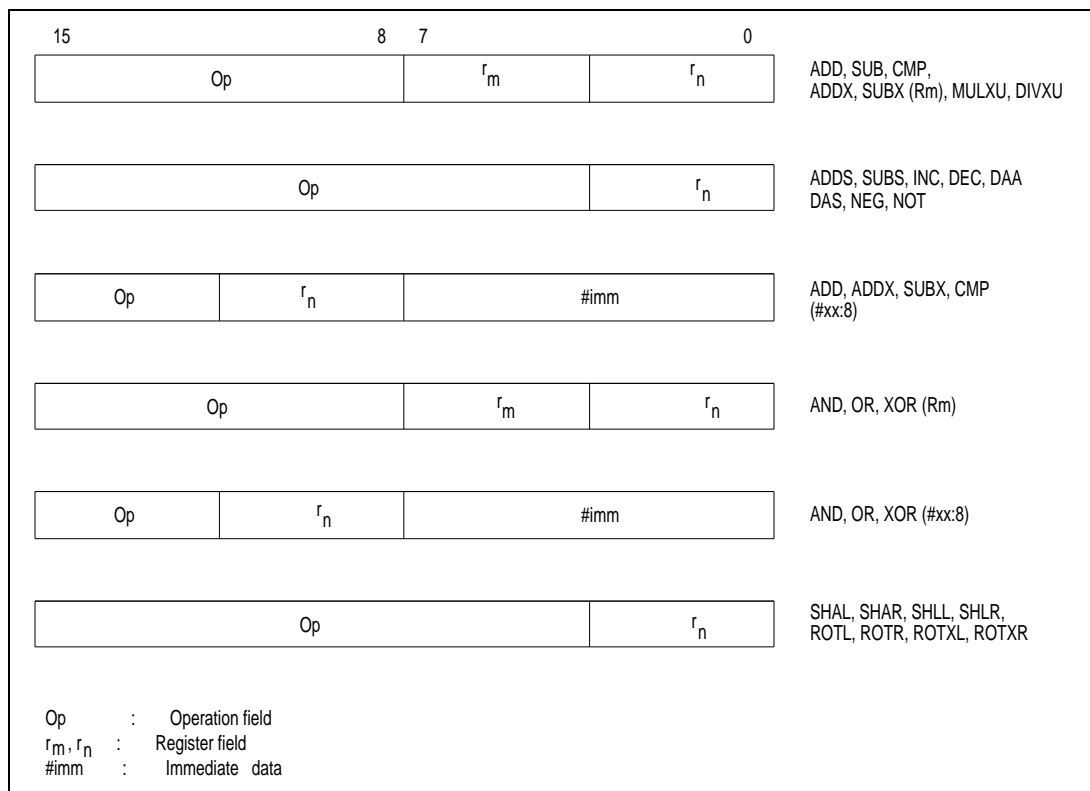 15 8 7 0
Op rm rn ADD, SUB, CMP,
ADDX, SUBX (Rm), MULXU, DIVXU
Op rn ADDS, SUBS, INC, DEC, DAA
DAS, NEG, NOT
Op rn #imm ADD, ADDX, SUBX, CMP
(#xx:8)
Op rm rn AND, OR, XOR (Rm)
Op rn #imm AND, OR, XOR (#xx:8)
Op rn SHAL, SHAR, SHLL, SHLR,
ROTL, ROTR, ROTXL, ROTXR
Op : Operation field
rm, rn : Register field
#imm : Immediate data